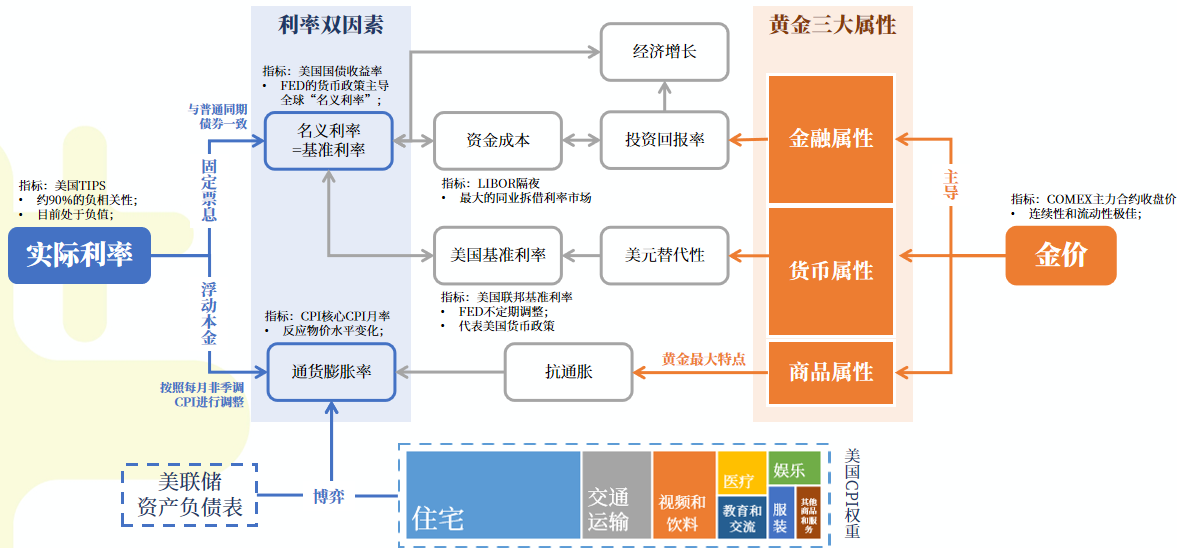 利率双因素
黄金三大属性
指标：美国国债收益率
• FED的货币政策主导
全球“名义利率”；
经济增长
与普通同期
债券一致
名义利率
=基准利率
资金成本
投资回报率
金融属性
固定票息
主导
指标：美国TIPS
• 约90%的负相关性；
• 目前处于负值；
指标：LIBOR隔夜
• 最大的同业拆借利率市场
指标：COMEX主力合约收盘价
• 连续性和流动性极佳；
实际利率
美国基准利率
美元替代性
货币属性
金价
浮动本金
指标：美国联邦基准利率
• FED不定期调整；
• 代表美国货币政策
指标：CPI核心CPI月率
• 反应物价水平变化；
通货膨胀率
抗通胀
黄金最大特点
商品属性
按照每月非季调
CPI进行调整
美联储
资产负债表
博弈
住宅
交通
运输
视频和
饮料
医疗
教育和
交流
娱乐
服
装
其他
商品
和服
务
美国CPI权重